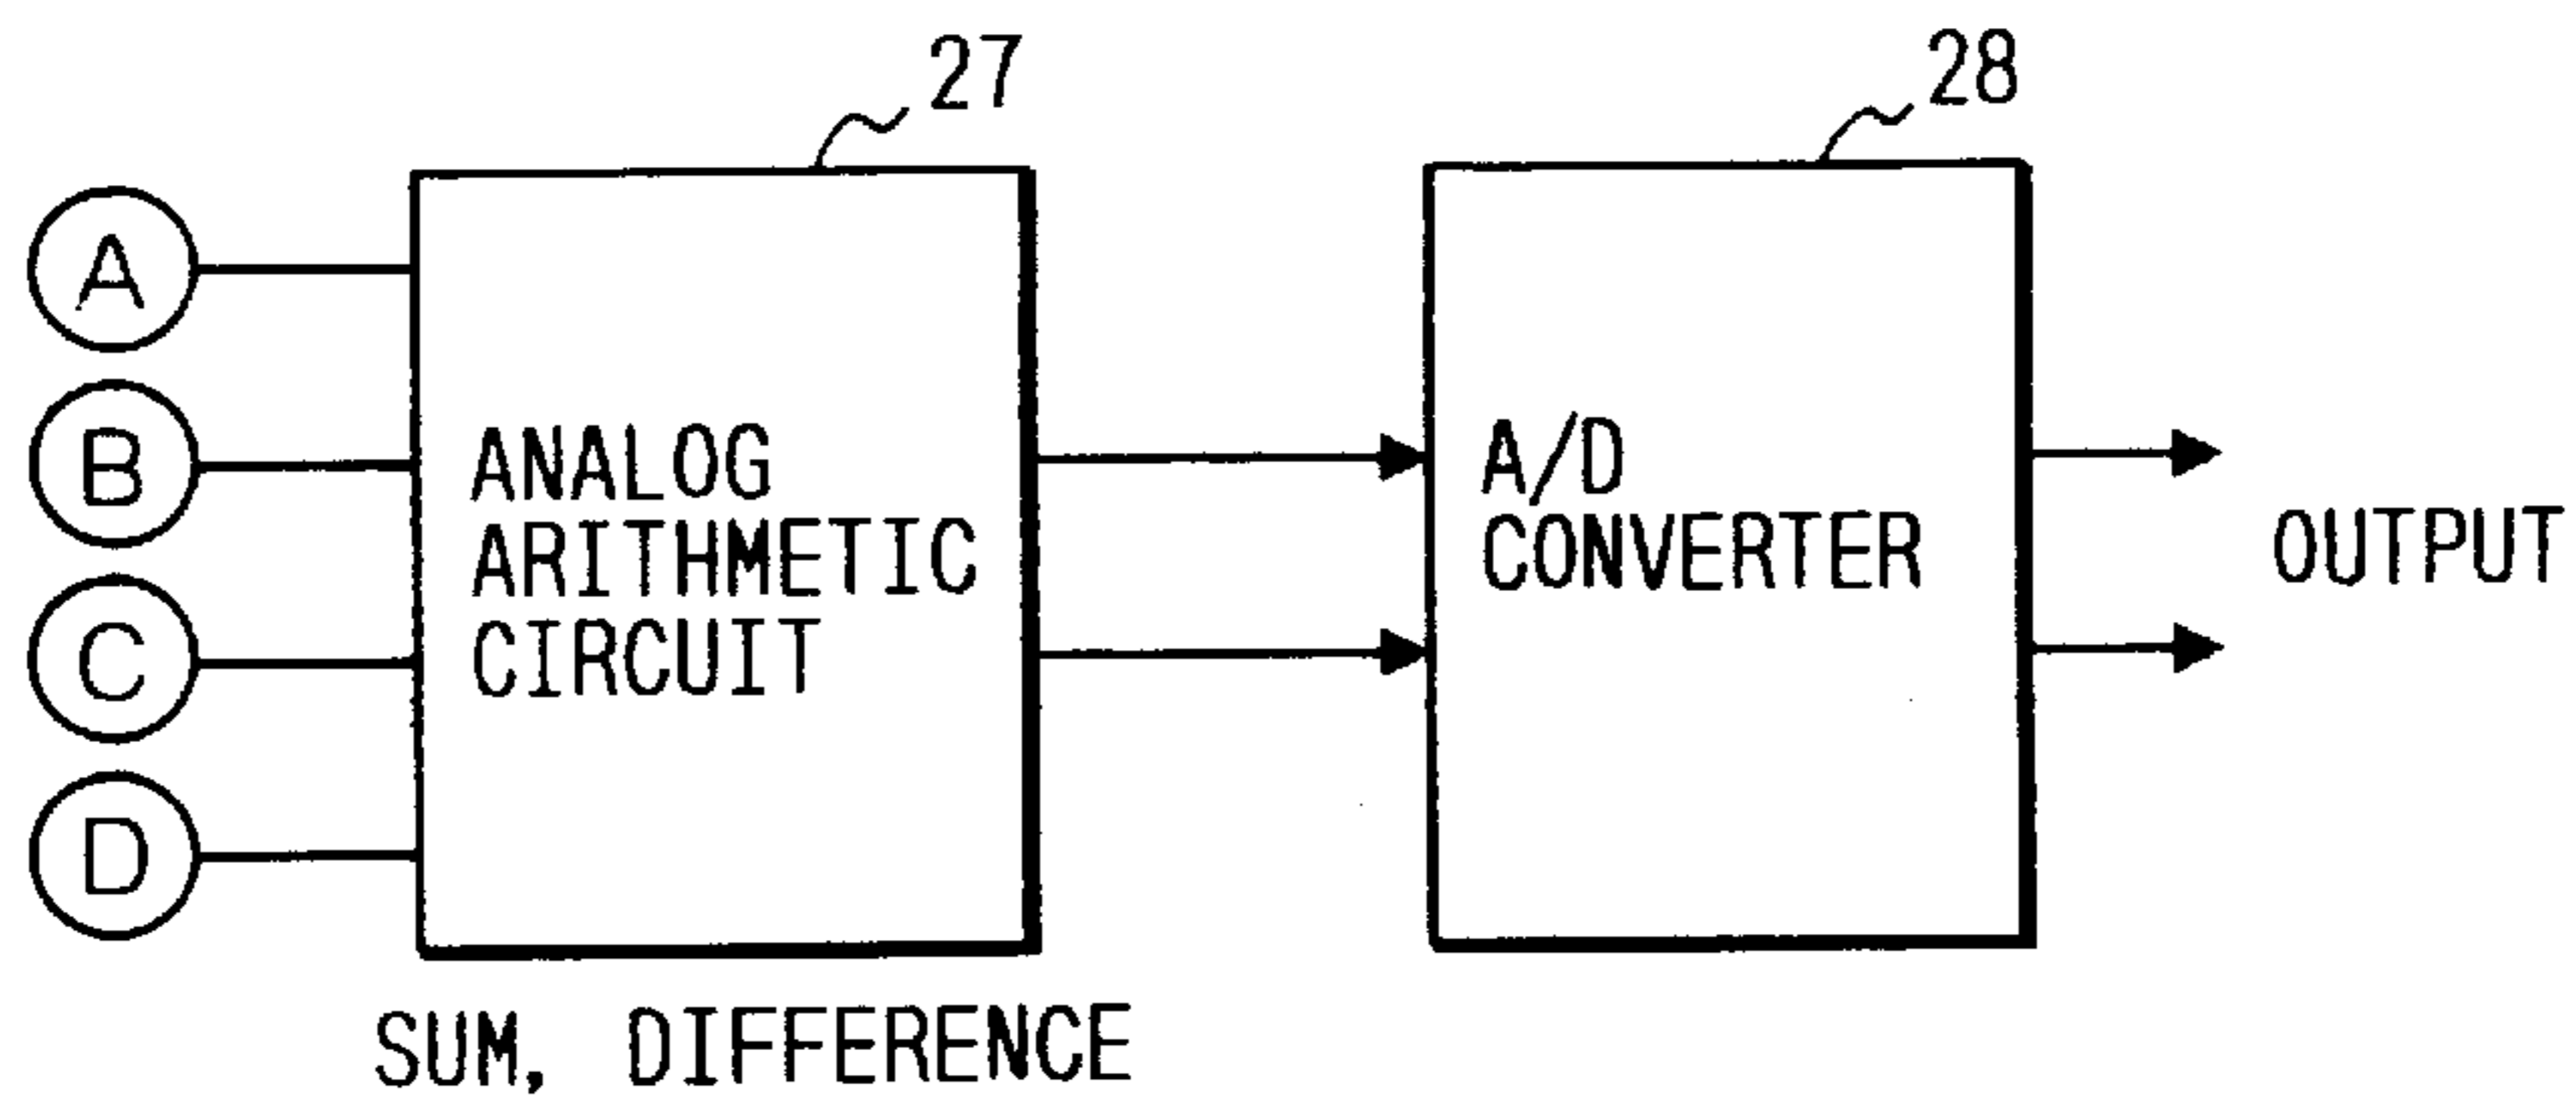 27
28
A
B
C
D
ANALOG
ARITHMETIC
CIRCUIT
A/D
CONVERTER
OUTPUT
SUM, DIFFERENCE